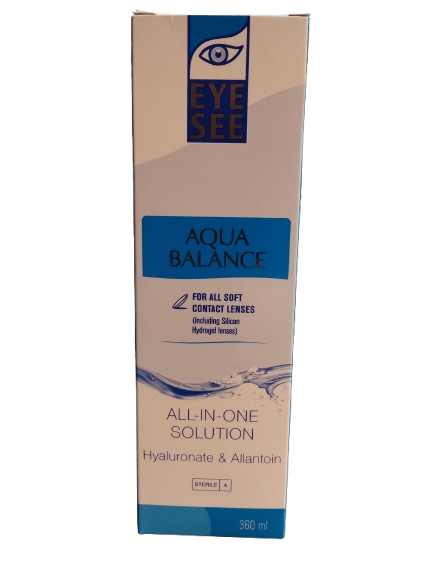 EYE
SEE
AQUA
BALANCE
FOR ALL SOFT
CONTACT LENSES
(including Silicon
Hydrogel lenses)
ALL-IN-ONE
SOLUTION
Hyaluronate & Allantoin
STERILE A
360 ml